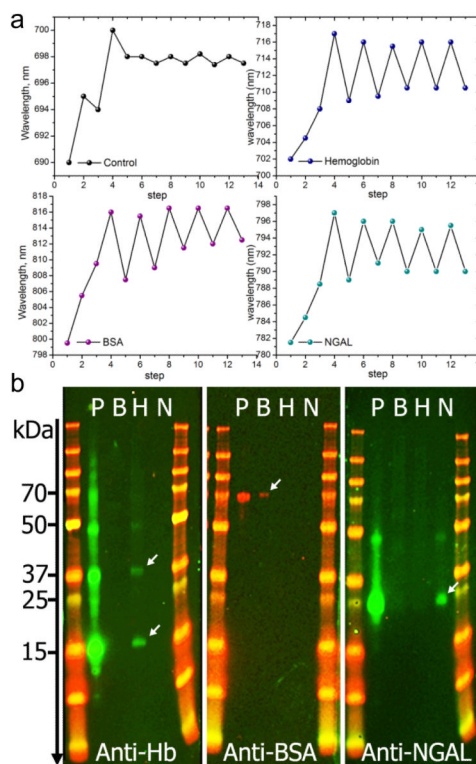 a
700
698
696
694
692
690
Wavelength, nm
Control
0 2 4 6 8 10 12 14
step
718
716
714
712
710
708
706
704
702
700
wavelength (nm)
Hemoglobin
0 2 4 6 8 10 12
step
818
816
814
812
810
808
806
804
802
800
798
Wavelength, nm
BSA
0 2 4 6 8 10 12 14
step
798
796
794
792
790
788
786
784
782
780
wavelength (nm)
NGAL
0 2 4 6 8 10 12 14
step
b
kDa
P B H N
P B H N
P B H N
70
50
37
25
15
Anti-Hb
Anti-BSA
Anti-NGAL